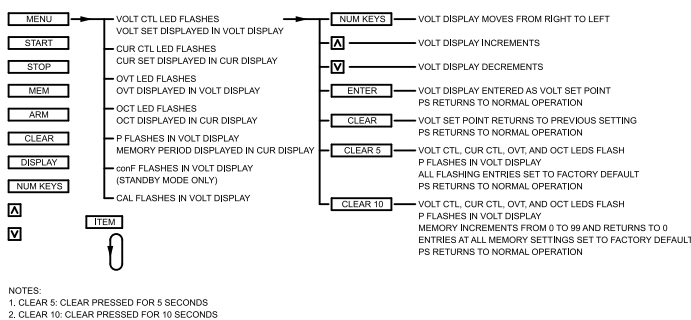 MENU
START
STOP
MEM
ARM
CLEAR
DISPLAY
NUM KEYS
VOLT CTL LED FLASHES
VOLT SET DISPLAYED IN VOLT DISPLAY
CUR CTL LED FLASHES
CUR SET DISPLAYED IN CUR DISPLAY
OVT LED FLASHES
OVT DISPLAYED IN VOLT DISPLAY
OCT LED FLASHES
OCT DISPLAYED IN CUR DISPLAY
P FLASHES IN VOLT DISPLAY
MEMORY PERIOD DISPLAYED IN CUR DISPLAY
conF FLASHES IN VOLT DISPLAY
(STANDBY MODE ONLY)
CAL FLASHES IN VOLT DISPLAY
ITEM
NUM KEYS
VOLT DISPLAY MOVES FROM RIGHT TO LEFT
VOLT DISPLAY INCREMENTS
VOLT DISPLAY DECREMENTS
ENTER
VOLT DISPLAY ENTERED AS VOLT SET POINT
PS RETURNS TO NORMAL OPERATION
CLEAR
VOLT SET POINT RETURNS TO PREVIOUS SETTING
PS RETURNS TO NORMAL OPERATION
CLEAR 5
VOLT CTL, CUR CTL, OVT, AND OCT LEDS FLASH
P FLASHES IN VOLT DISPLAY
ALL FLASHING ENTRIES SET TO FACTORY DEFAULT
PS RETURNS TO NORMAL OPERATION
CLEAR 10
VOLT CTL, CUR CTL, OVT, AND OCT LEDS FLASH
P FLASHES IN VOLT DISPLAY
MEMORY INCREMENTS FROM 0 TO 99 AND RETURNS TO 0
ENTRIES AT ALL MEMORY SETTINGS SET TO FACTORY DEFAULT
PS RETURNS TO NORMAL OPERATION
NOTES:
1. CLEAR 5: CLEAR PRESSED FOR 5 SECONDS
2. CLEAR 10: CLEAR PRESSED FOR 10 SECONDS